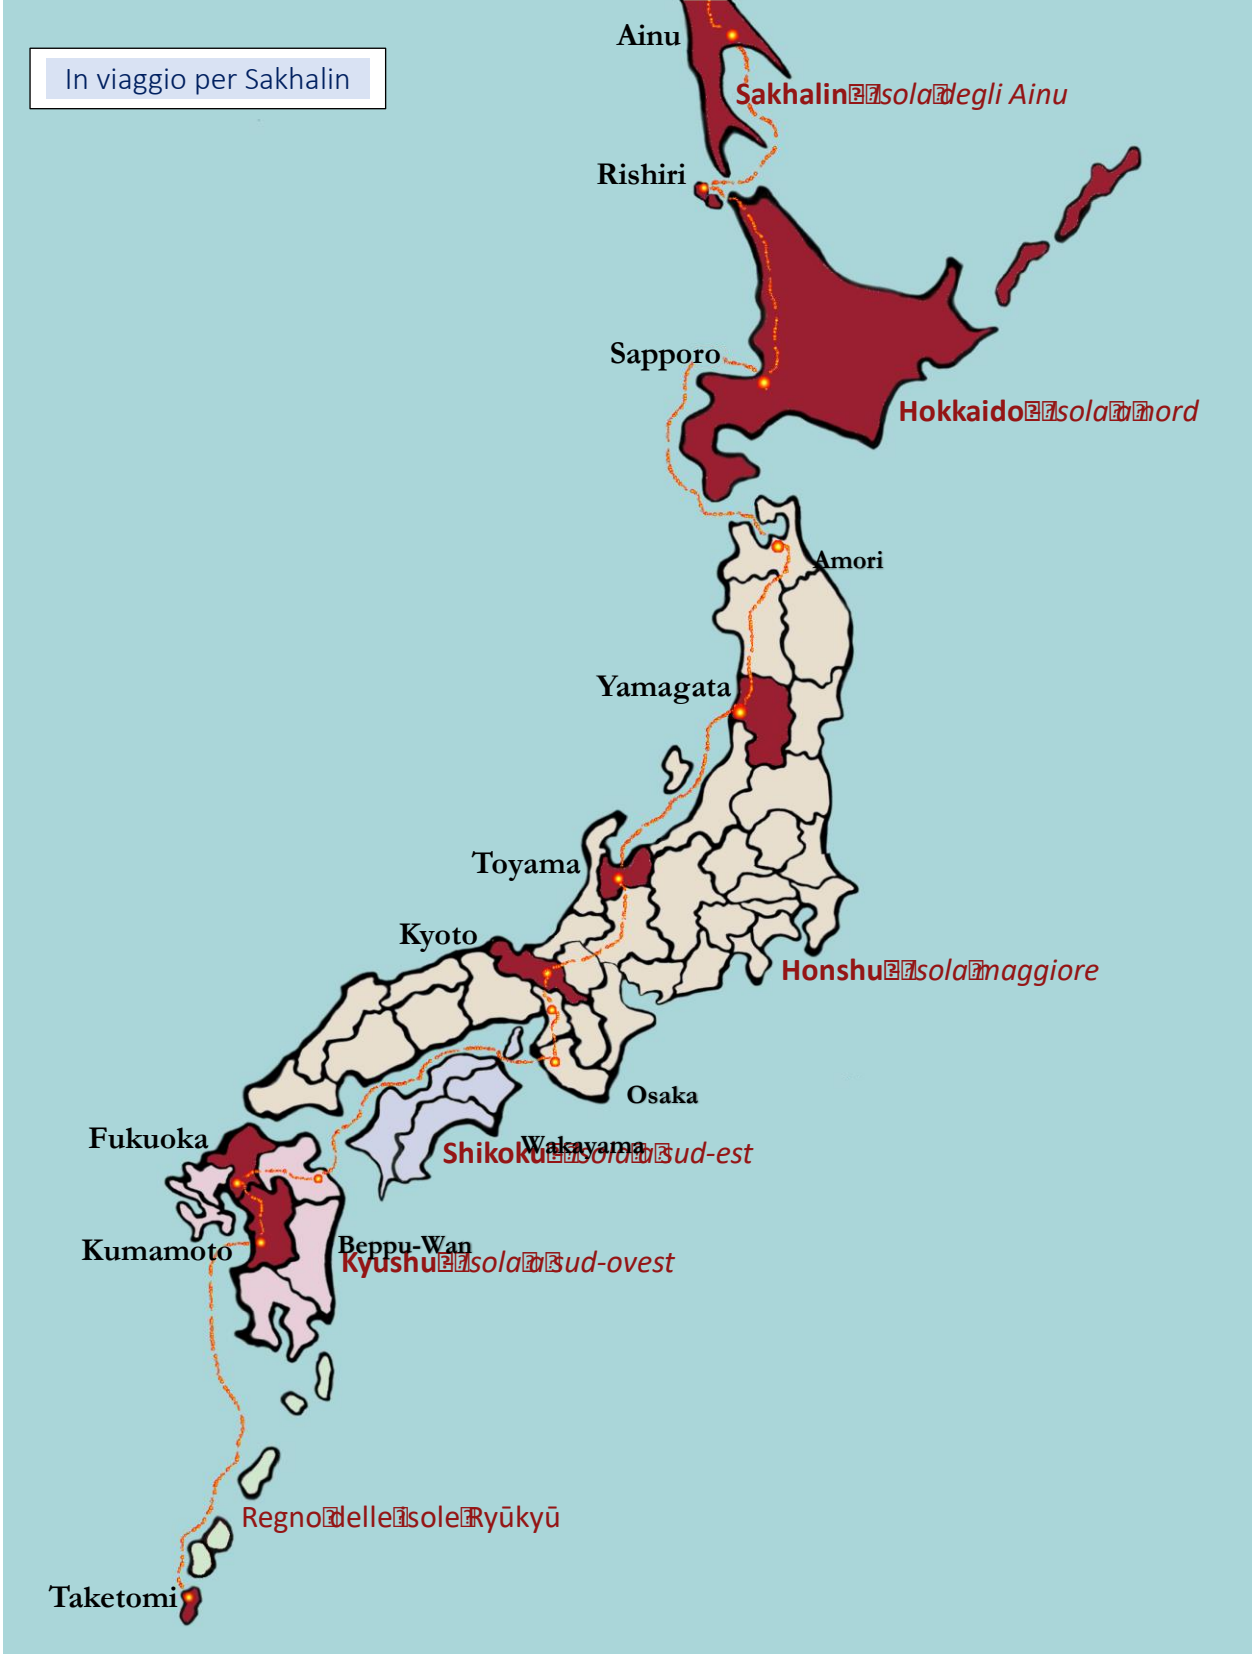 Ainu
In viaggio per Sakhalin
Sakhalin - Isola degli Ainu
Rishiri
Sapporo
Hokkaido - Isola a nord
Amori
Yamagata
Toyama
Kyoto
Honshu - Isola maggiore
Osaka
Fukuoka
Wakayama
Shikoku - Isola a sud-est
Beppu-Wan
Kumamoto
Kyushu - Isola a sud-ovest
Regno delle isole Ryūkyū
Taketomi